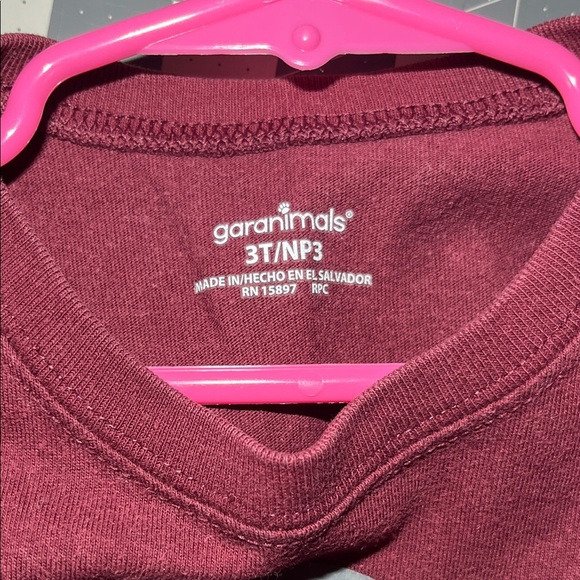 garanimals®
3T/NP3
MADE IN/HECHO EN EL SALVADOR
RN 15897 RPC